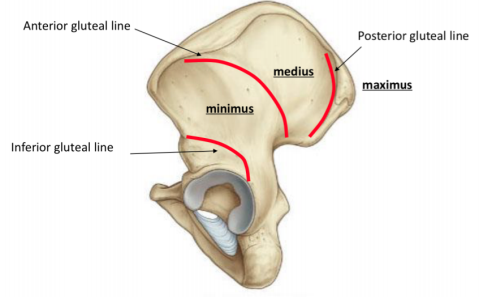 Anterior gluteal line
Posterior gluteal line
medius
maximus
minimus
Inferior gluteal line